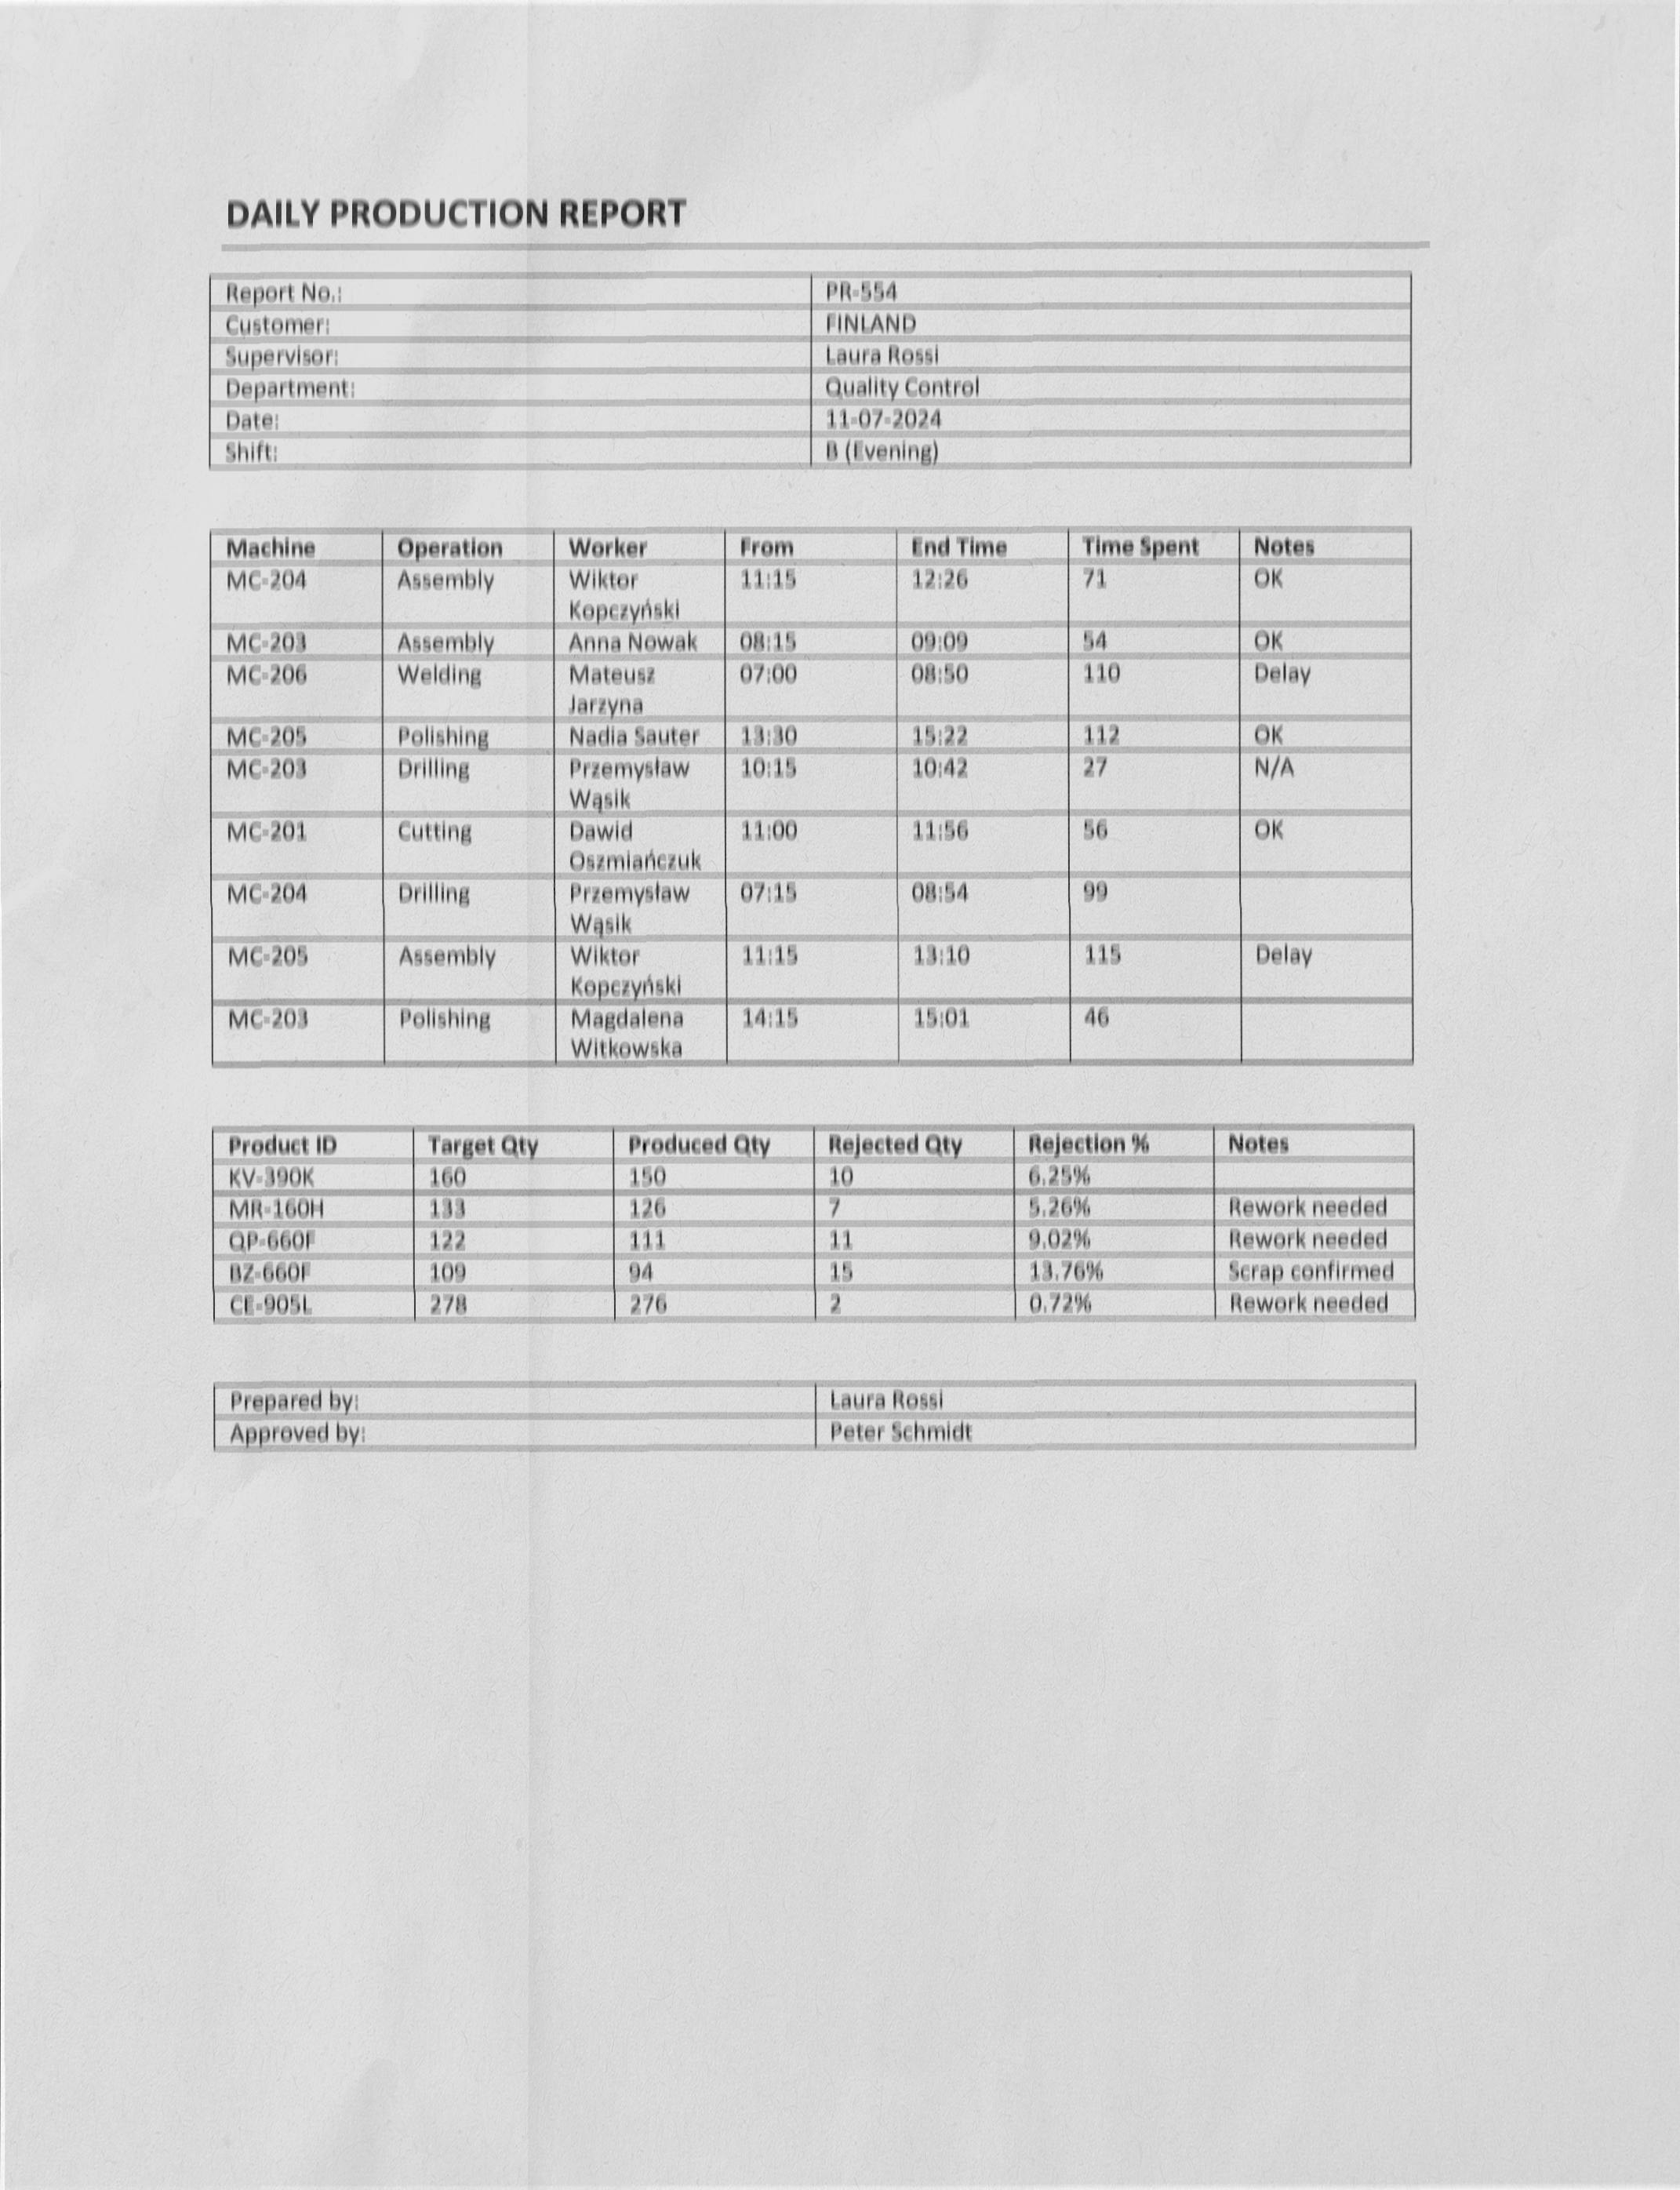 DAILY PRODUCTION REPORT
Report No.: PR-554
Customer: FINLAND
Supervisor: Laura Rossi
Department: Quality Control
Date: 11-07-2024
Shift: B (Evening)
Machine Operation Worker From End Time Time Spent Notes
MC-204 Assembly Wiktor 11:15 12:26 71 OK
Kopczyński
MC-203 Assembly Anna Nowak 08:15 09:09 54 OK
MC-206 Welding Mateusz 07:00 08:50 110 Delay
Jarzyna
MC-205 Polishing Nadia Sauter 13:30 15:22 112 OK
MC-203 Drilling Przemysław 10:15 10:42 27 N/A
Wąsik
MC-201 Cutting Dawid 11:00 11:56 56 OK
Oszmiańczuk
MC-204 Drilling Przemysław 07:15 08:54 99
Wąsik
MC-205 Assembly Wiktor 11:15 13:10 115 Delay
Kopczyński
MC-203 Polishing Magdalena 14:15 15:01 46
Witkowska
Product ID Target Qty Produced Qty Rejected Qty Rejection % Notes
KV-390K 160 150 10 6.25%
MR-160H 133 126 7 5.26% Rework needed
QP-660F 122 111 11 9.02% Rework needed
BZ-660F 109 94 15 13.76% Scrap confirmed
CE-905L 278 276 2 0.72% Rework needed
Prepared by: Laura Rossi
Approved by: Peter Schmidt